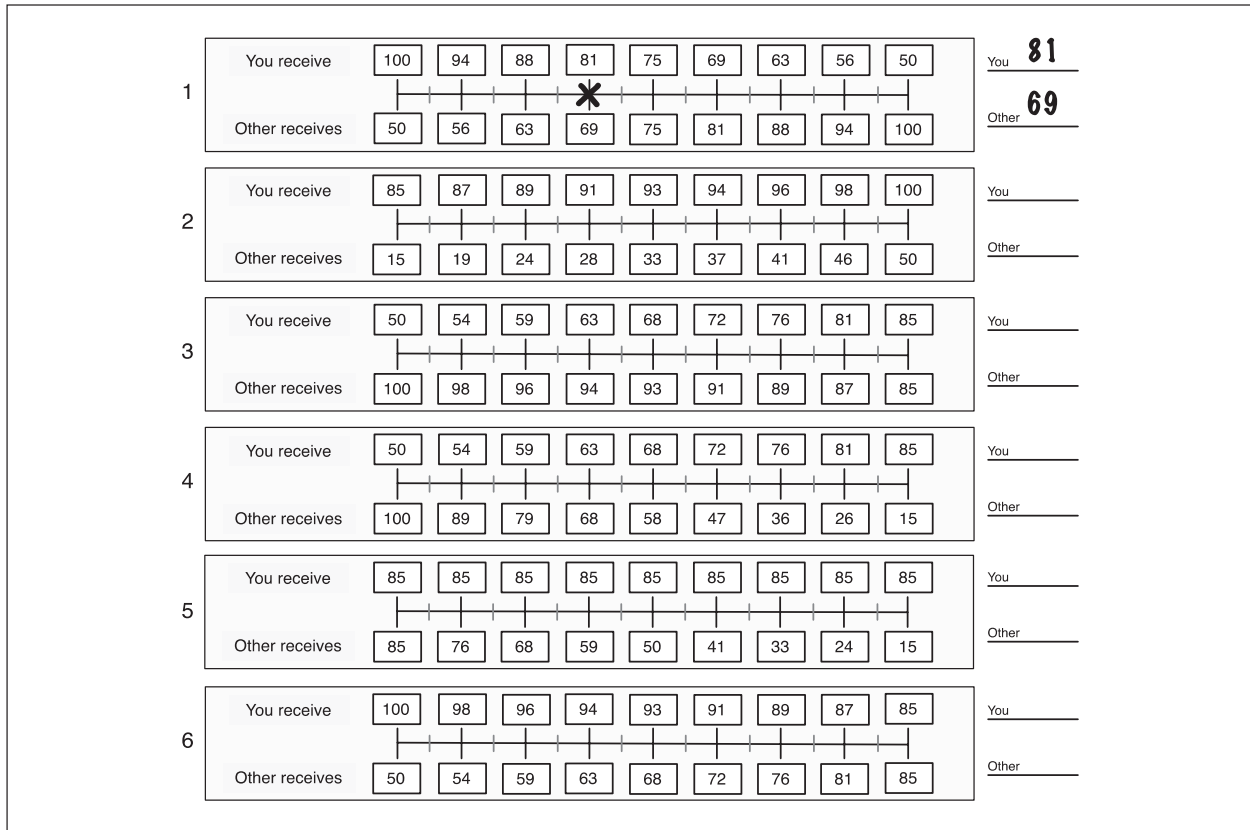 You receive 100 94 88 81 75 69 63 56 50 You 81
1
Other receives 50 56 63 69 75 81 88 94 100 Other 69
You receive 85 87 89 91 93 94 96 98 100 You
2
Other receives 15 19 24 28 33 37 41 46 50 Other
You receive 50 54 59 63 68 72 76 81 85 You
3
Other receives 100 98 96 94 93 91 89 87 85 Other
You receive 50 54 59 63 68 72 76 81 85 You
4
Other receives 100 89 79 68 58 47 36 26 15 Other
You receive 85 85 85 85 85 85 85 85 85 You
5
Other receives 85 76 68 59 50 41 33 24 15 Other
You receive 100 98 96 94 93 91 89 87 85 You
6
Other receives 50 54 59 63 68 72 76 81 85 Other